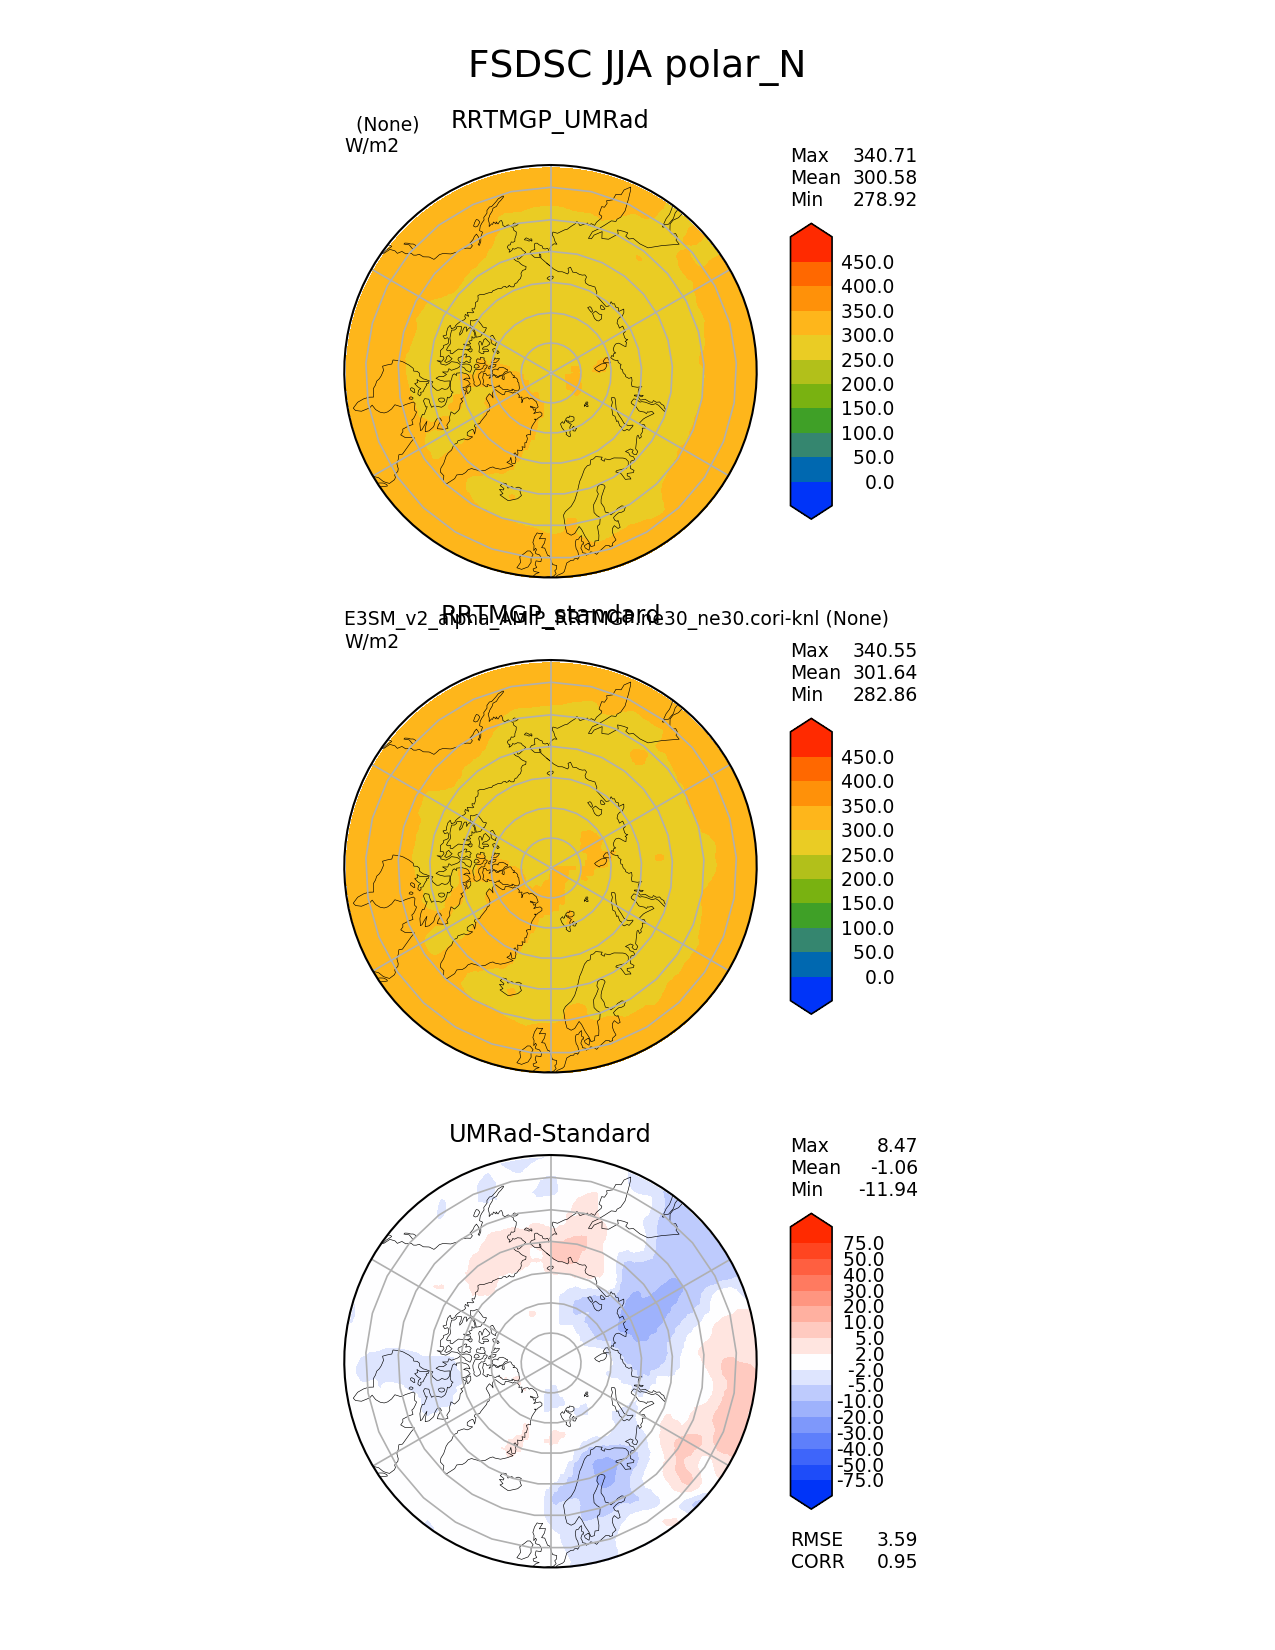 FSDSC JJA polar_N
(None)
RRTMGP_UMRad
W/m2
Max 340.71
Mean 300.58
Min 278.92
450.0
400.0
350.0
300.0
250.0
200.0
150.0
100.0
50.0
0.0
RRTMGP_standard
E3SM_v2_alpha_AMIP_RRTMGP.ne30_ne30.cori-knl (None)
W/m2
Max 340.55
Mean 301.64
Min 282.86
450.0
400.0
350.0
300.0
250.0
200.0
150.0
100.0
50.0
0.0
UMRad-Standard
Max 8.47
Mean -1.06
Min -11.94
75.0
50.0
40.0
30.0
20.0
10.0
5.0
2.0
-2.0
-5.0
-10.0
-20.0
-30.0
-40.0
-50.0
-75.0
RMSE 3.59
CORR 0.95